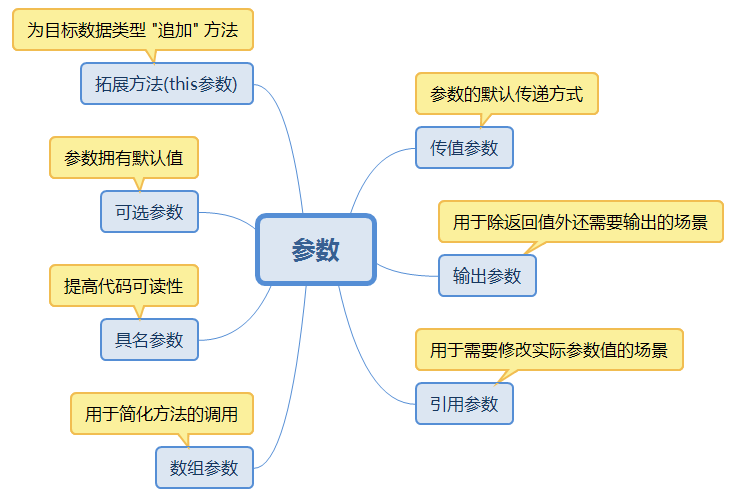 为目标数据类型 "追加" 方法
拓展方法(this参数)
参数的默认传递方式
传值参数
参数拥有默认值
可选参数
用于除返回值外还需要输出的场景
输出参数
参数
提高代码可读性
具名参数
用于需要修改实际参数值的场景
引用参数
用于简化方法的调用
数组参数